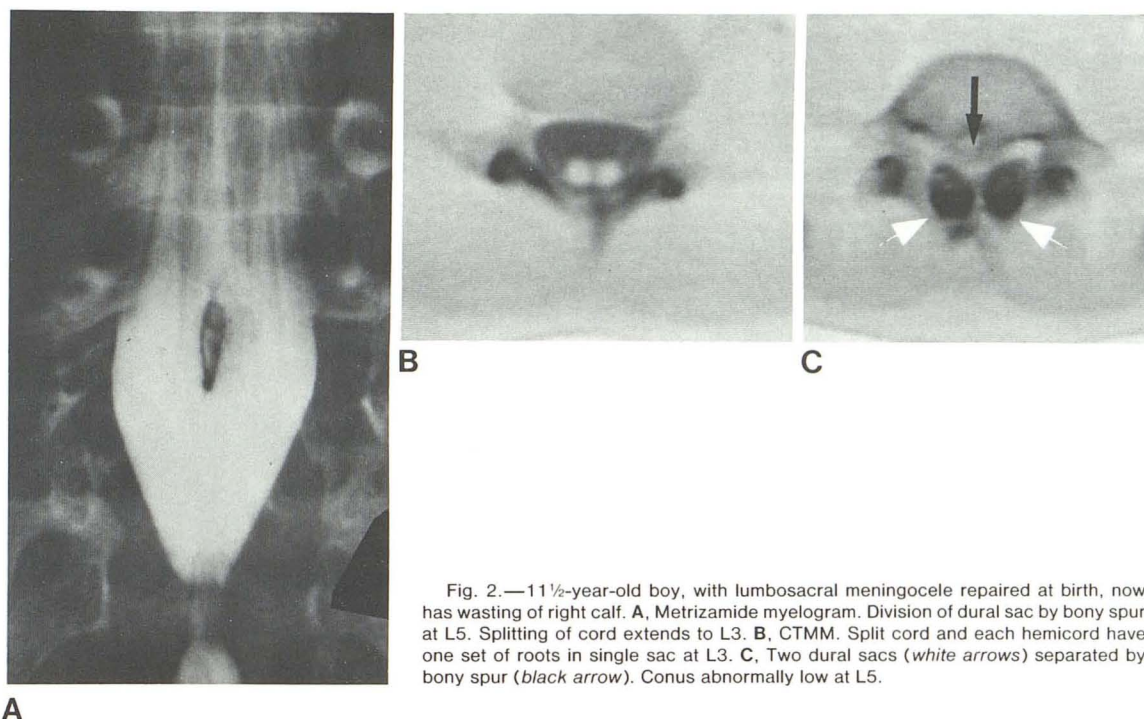 B
C
Fig. 2.—11½-year-old boy, with lumbosacral meningocele repaired at birth, now
has wasting of right calf. A, Metrizamide myelogram. Division of dural sac by bony spur
at L5. Splitting of cord extends to L3. B, CTMM. Split cord and each hemicord have
one set of roots in single sac at L3. C, Two dural sacs (white arrows) separated by
bony spur (black arrow). Conus abnormally low at L5.
A